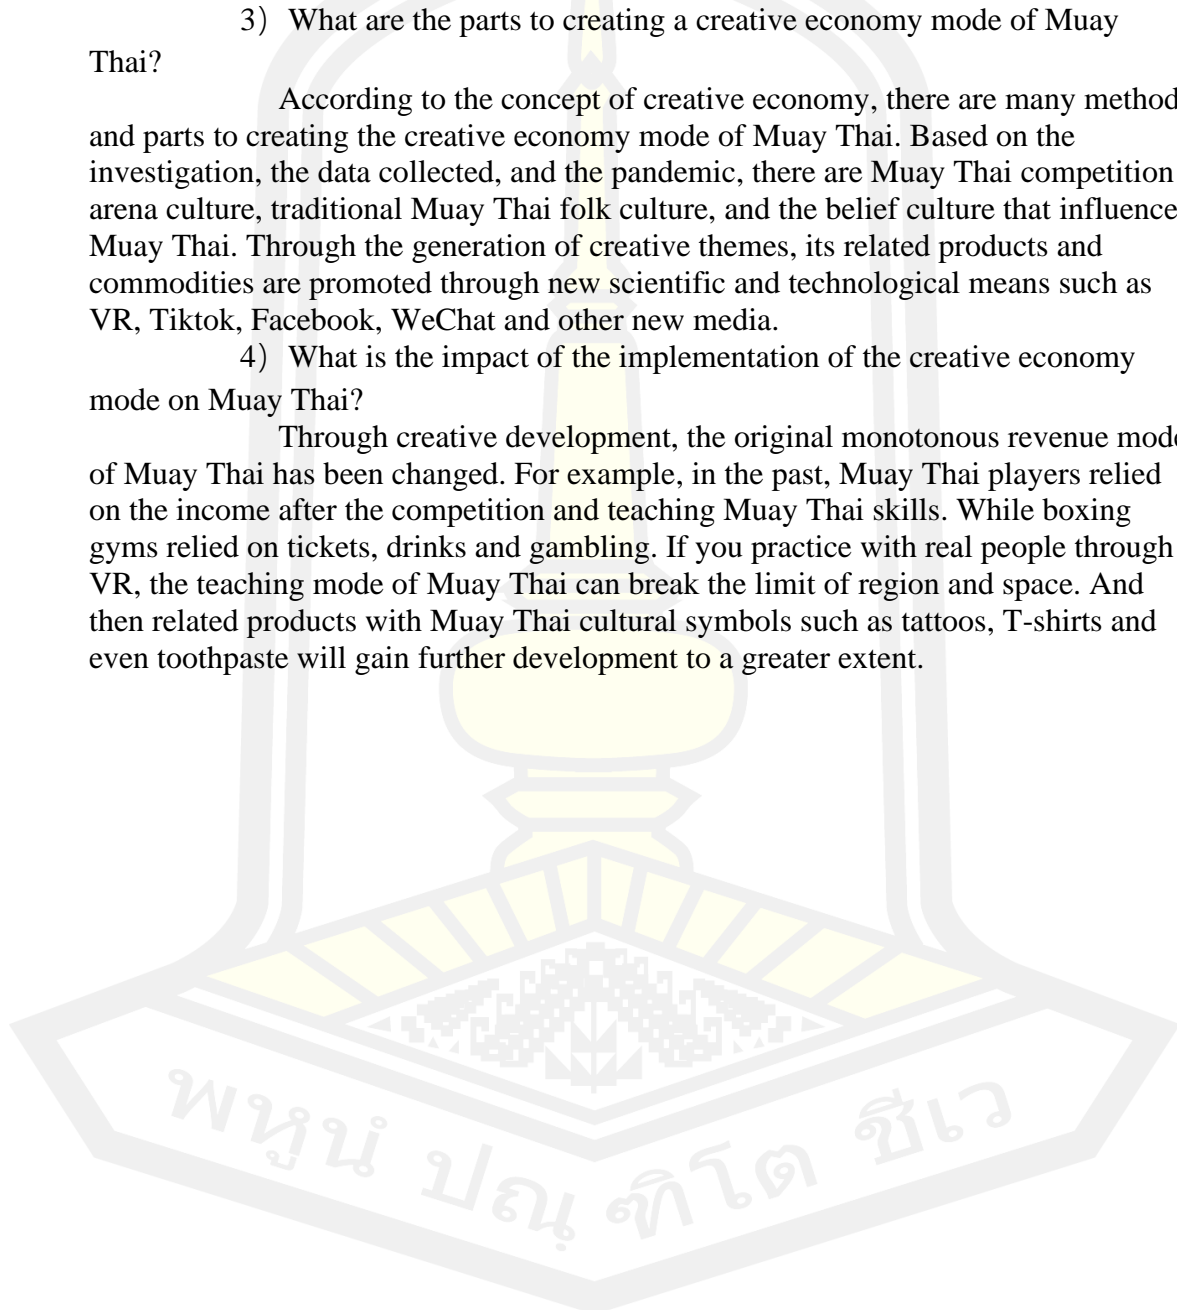 3）What are the parts to creating a creative economy mode of Muay
Thai?
According to the concept of creative economy, there are many method
and parts to creating the creative economy mode of Muay Thai. Based on the
investigation, the data collected, and the pandemic, there are Muay Thai competition
arena culture, traditional Muay Thai folk culture, and the belief culture that influence
Muay Thai. Through the generation of creative themes, its related products and
commodities are promoted through new scientific and technological means such as
VR, Tiktok, Facebook, WeChat and other new media.
4）What is the impact of the implementation of the creative economy
mode on Muay Thai?
Through creative development, the original monotonous revenue mode
of Muay Thai has been changed. For example, in the past, Muay Thai players relied
on the income after the competition and teaching Muay Thai skills. While boxing
gyms relied on tickets, drinks and gambling. If you practice with real people through
VR, the teaching mode of Muay Thai can break the limit of region and space. And
then related products with Muay Thai cultural symbols such as tattoos, T-shirts and
even toothpaste will gain further development to a greater extent.
พหูนํ ปณฺฑิโต ชีเว